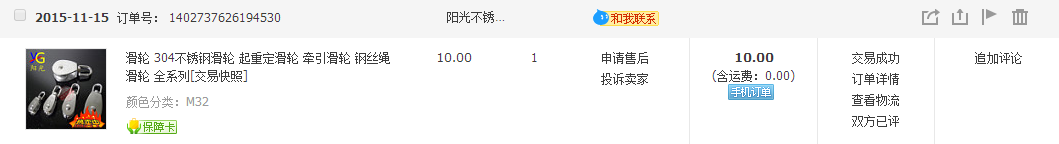 2015-11-15 订单号： 1402737626194530 阳光不锈... 和我联系
YG
阳光
滑轮 304不锈钢滑轮 起重定滑轮 牵引滑轮 钢丝绳
滑轮 全系列[交易快照]
颜色分类：M32
保障卡
10.00
1
申请售后
投诉卖家
10.00
(含运费：0.00)
手机订单
交易成功
订单详情
查看物流
双方已评
追加评论